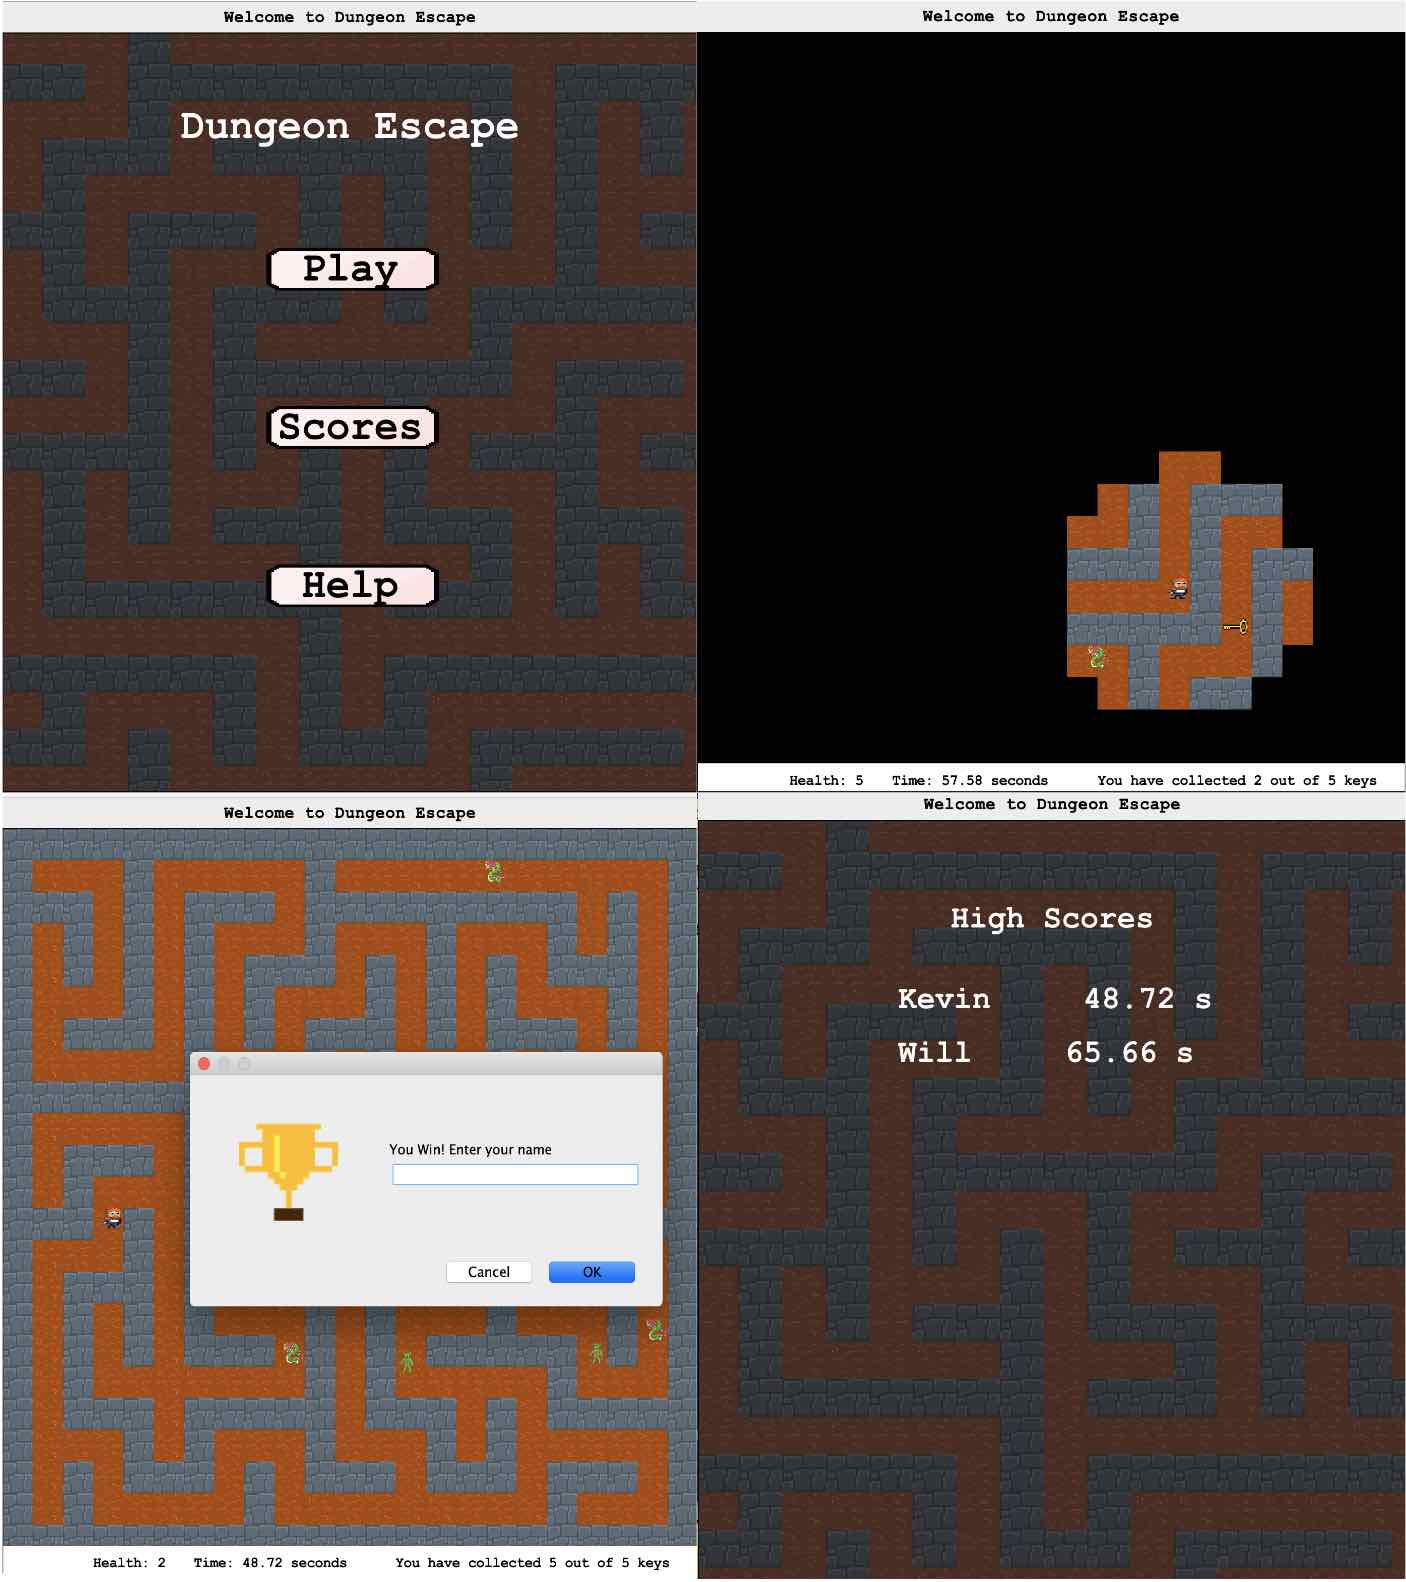 Welcome to Dungeon Escape
Dungeon Escape
Play
Scores
Help
Welcome to Dungeon Escape
Health: 5 Time: 57.58 seconds You have collected 2 out of 5 keys
Welcome to Dungeon Escape
You Win! Enter your name
Cancel OK
Health: 2 Time: 48.72 seconds You have collected 5 out of 5 keys
Welcome to Dungeon Escape
High Scores
Kevin 48.72 s
Will 65.66 s